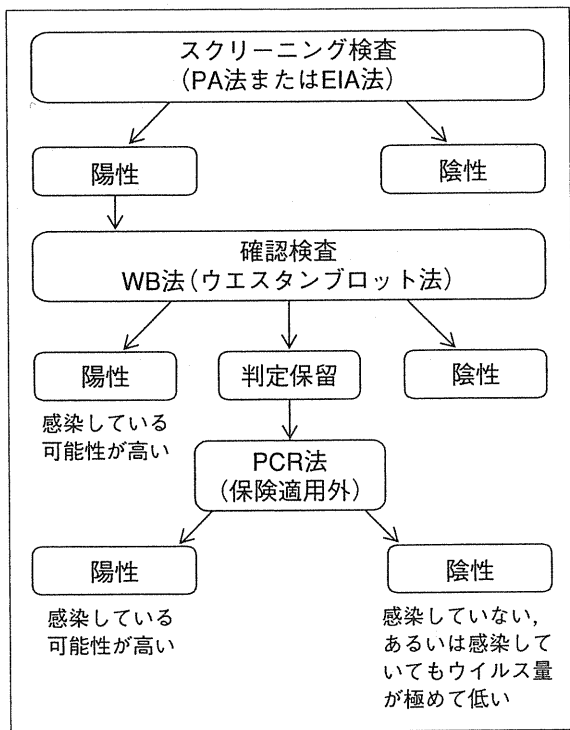 スクリーニング検査
(PA法またはEIA法)
陽性
陰性
確認検査
WB法(ウエスタンブロット法)
陽性
判定保留
陰性
感染している
可能性が高い
PCR法
(保険適用外)
陽性
陰性
感染している
可能性が高い
感染していない,
あるいは感染して
いてもウイルス量
が極めて低い